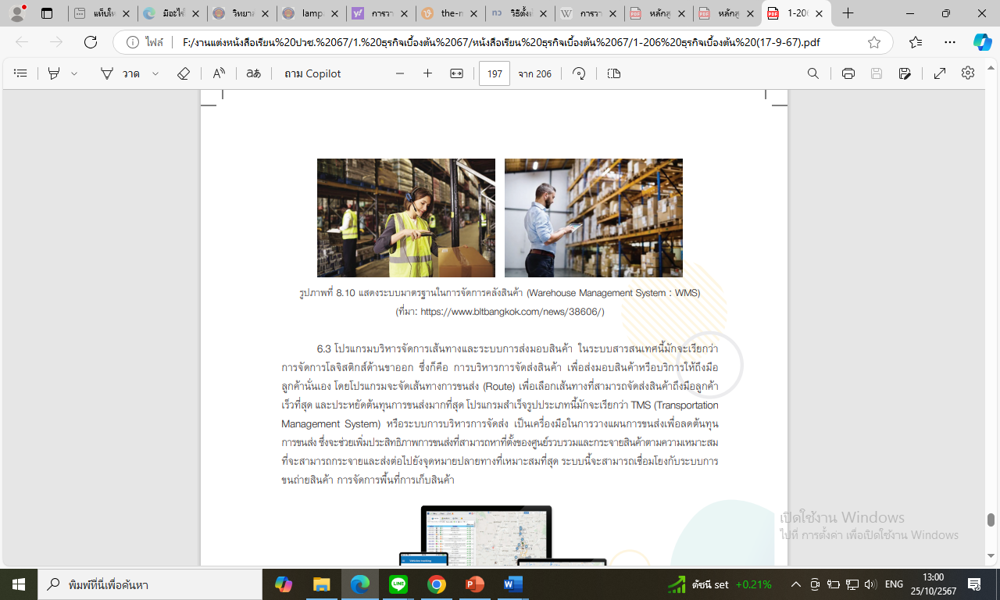 แท็บให
มีอะไรใ
วิทยาล
lampa
การวา
the-n
วิธีตั้งเ
การวา
หลักสู
หลักสู
1-20
ไฟล์
F:/งานแต่งหนังสือเรียน%20ปวช.%2067/1.%20ธุรกิจเบื้องต้น%2067/หนังสือเรียน%20ธุรกิจเบื้องต้น%2067/1-206%20ธุรกิจเบื้องต้น%20(17-9-67).pdf
วาด
aあ
ถาม Copilot
197
จาก 206
รูปภาพที่ 8.10 แสดงระบบมาตรฐานในการจัดการคลังสินค้า (Warehouse Management System : WMS)
(ที่มา: https://www.bltbangkok.com/news/38606/)
6.3 โปรแกรมบริหารจัดการเส้นทางและระบบการส่งมอบสินค้า ในระบบสารสนเทศนี้มักจะเรียกว่า
การจัดการโลจิสติกส์ด้านขาออก ซึ่งก็คือ การบริหารการจัดส่งสินค้า เพื่อส่งมอบสินค้าหรือบริการให้ถึงมือ
ลูกค้านั่นเอง โดยโปรแกรมจะจัดเส้นทางการขนส่ง (Route) เพื่อเลือกเส้นทางที่สามารถจัดส่งสินค้าถึงมือลูกค้า
เร็วที่สุด และประหยัดต้นทุนการขนส่งมากที่สุด โปรแกรมสำเร็จรูปประเภทนี้มักจะเรียกว่า TMS (Transportation
Management System) หรือระบบการบริหารการจัดส่ง เป็นเครื่องมือในการวางแผนการขนส่งเพื่อลดต้นทุน
การขนส่ง ซึ่งจะช่วยเพิ่มประสิทธิภาพการขนส่งที่สามารถหาที่ตั้งของศูนย์รวบรวมและกระจายสินค้าตามความเหมาะสม
ที่จะสามารถกระจายและส่งต่อไปยังจุดหมายปลายทางที่เหมาะสมที่สุด ระบบนี้จะสามารถเชื่อมโยงกับระบบการ
ขนถ่ายสินค้า การจัดการพื้นที่การเก็บสินค้า
เปิดใช้งาน Windows
ไปที่ การตั้งค่า เพื่อเปิดใช้งาน Windows
พิมพ์ที่นี่เพื่อค้นหา
ดัชนี set +0.21%
ENG
13:00
25/10/2567